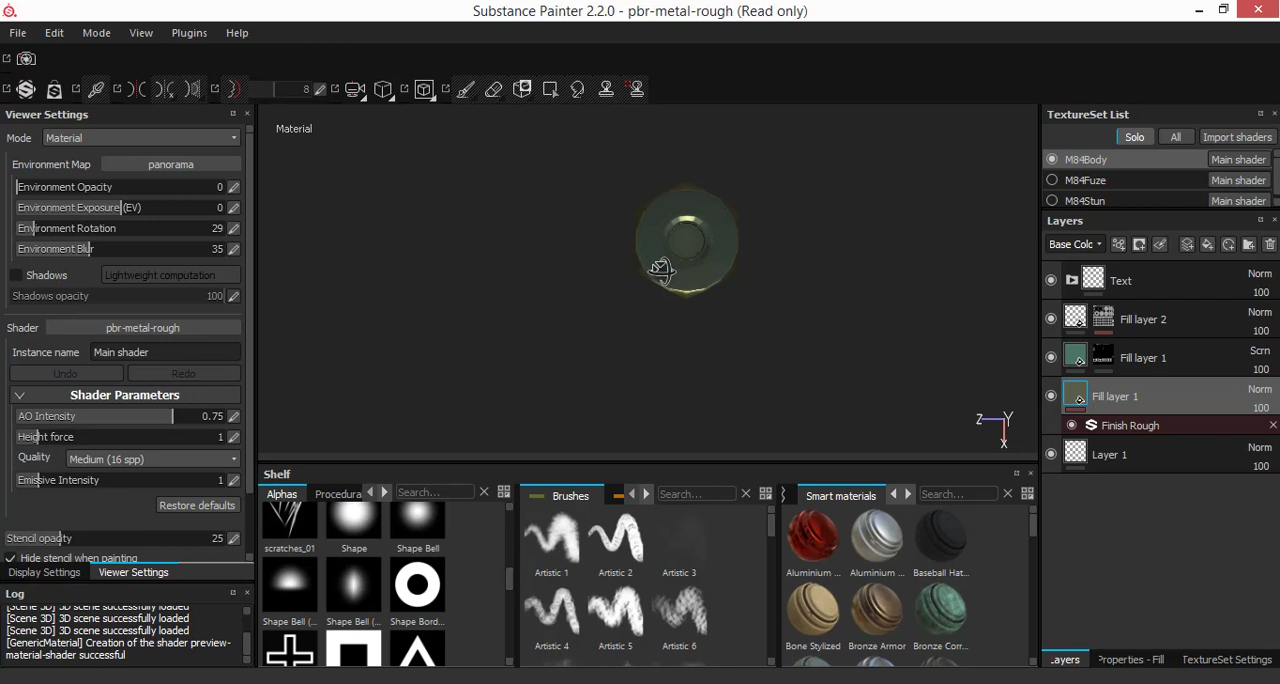 Substance Painter 2.2.0 - pbr-metal-rough (Read only)
File Edit Mode View Plugins Help
8
Viewer Settings
Mode Material
Environment Map panorama
Environment Opacity 0
Environment Exposure (EV) 0
Environment Rotation 29
Environment Blur 35
Shadows Lightweight computation
Shadows opacity 100
Shader pbr-metal-rough
Instance name Main shader
Undo Redo
Shader Parameters
AO Intensity 0.75
Height force 1
Quality Medium (16 spp)
Emissive Intensity 1
Restore defaults
Stencil opacity 25
Hide stencil when painting
Display Settings Viewer Settings
Log
[Scene 3D] 3D scene successfully loaded
[Scene 3D] 3D scene successfully loaded
[Scene 3D] 3D scene successfully loaded
[GenericMaterial] Creation of the shader preview-
material-shader successful
Material
Z Y
X
Shelf
Alphas Procedura Search...
scratches_01 Shape Shape Bell
Shape Bell (... Shape Bell (... Shape Bord...
Brushes Search...
Artistic 1 Artistic 2 Artistic 3
Artistic 4 Artistic 5 Artistic 6
Smart materials Search...
Aluminium ... Aluminium ... Baseball Hat...
Bone Stylized Bronze Armor Bronze Corr...
TextureSet List
Solo All Import shaders
M84Body Main shader
M84Fuze Main shader
M84Stun Main shader
Layers
Base Colc
Text Norm
100
Fill layer 2 Norm
100
Fill layer 1 Scrn
100
Fill layer 1 Norm
100
Finish Rough
Layer 1 Norm
100
Layers Properties - Fill TextureSet Settings